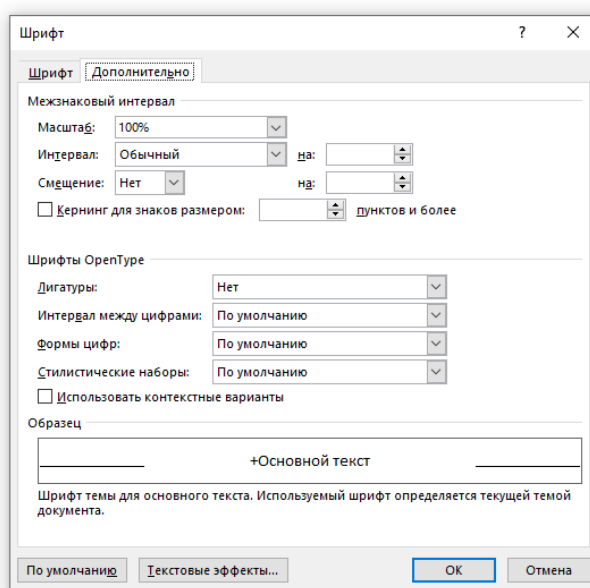 Шрифт ? ×
Шрифт Дополнительно
Межзнаковый интервал
Масштаб: 100%
Интервал: Обычный на:
Смещение: Нет на:
Кернинг для знаков размером: пунктов и более
Шрифты OpenType
Лигатуры: Нет
Интервал между цифрами: По умолчанию
Формы цифр: По умолчанию
Стилистические наборы: По умолчанию
Использовать контекстные варианты
Образец
+Основной текст
Шрифт темы для основного текста. Используемый шрифт определяется текущей темой
документа.
По умолчанию Текстовые эффекты... ОК Отмена